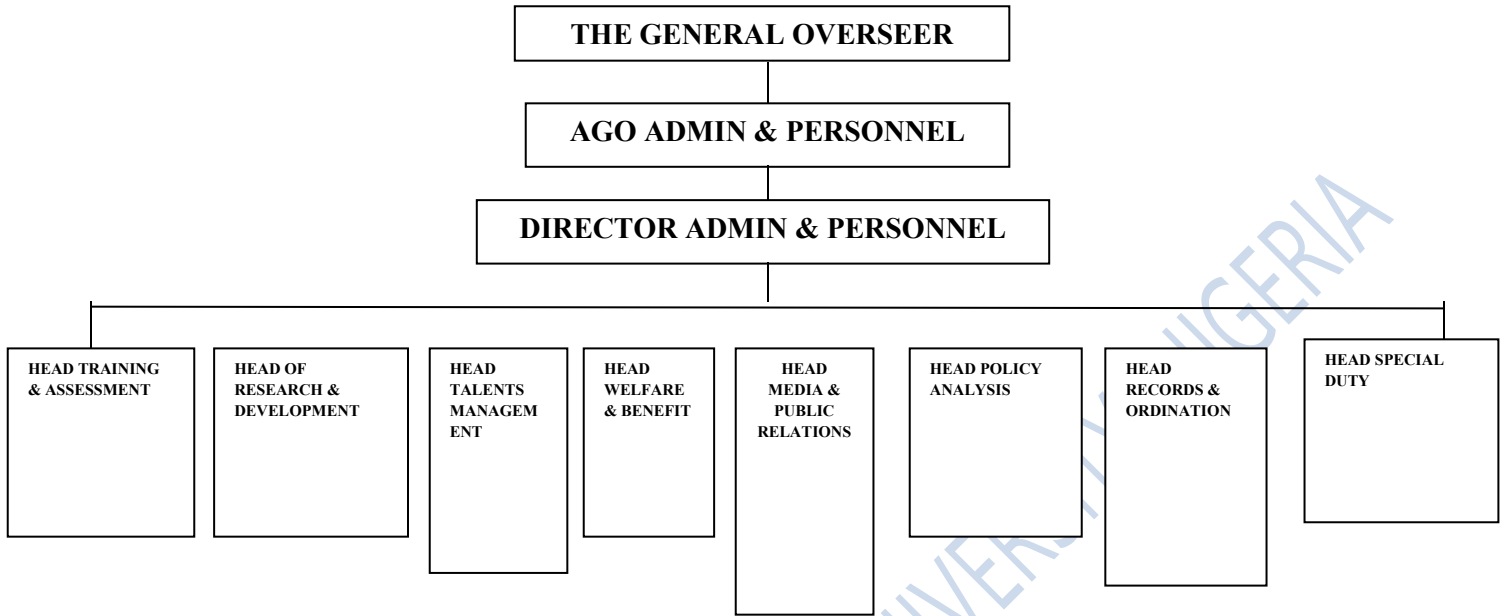 THE GENERAL OVERSEER
AGO ADMIN & PERSONNEL
DIRECTOR ADMIN & PERSONNEL
HEAD TRAINING
& ASSESSMENT
HEAD OF
RESEARCH &
DEVELOPMENT
HEAD
TALENTS
MANAGEM
ENT
HEAD
WELFARE
& BENEFIT
HEAD
MEDIA &
PUBLIC
RELATIONS
HEAD POLICY
ANALYSIS
HEAD
RECORDS &
ORDINATION
HEAD SPECIAL
DUTY